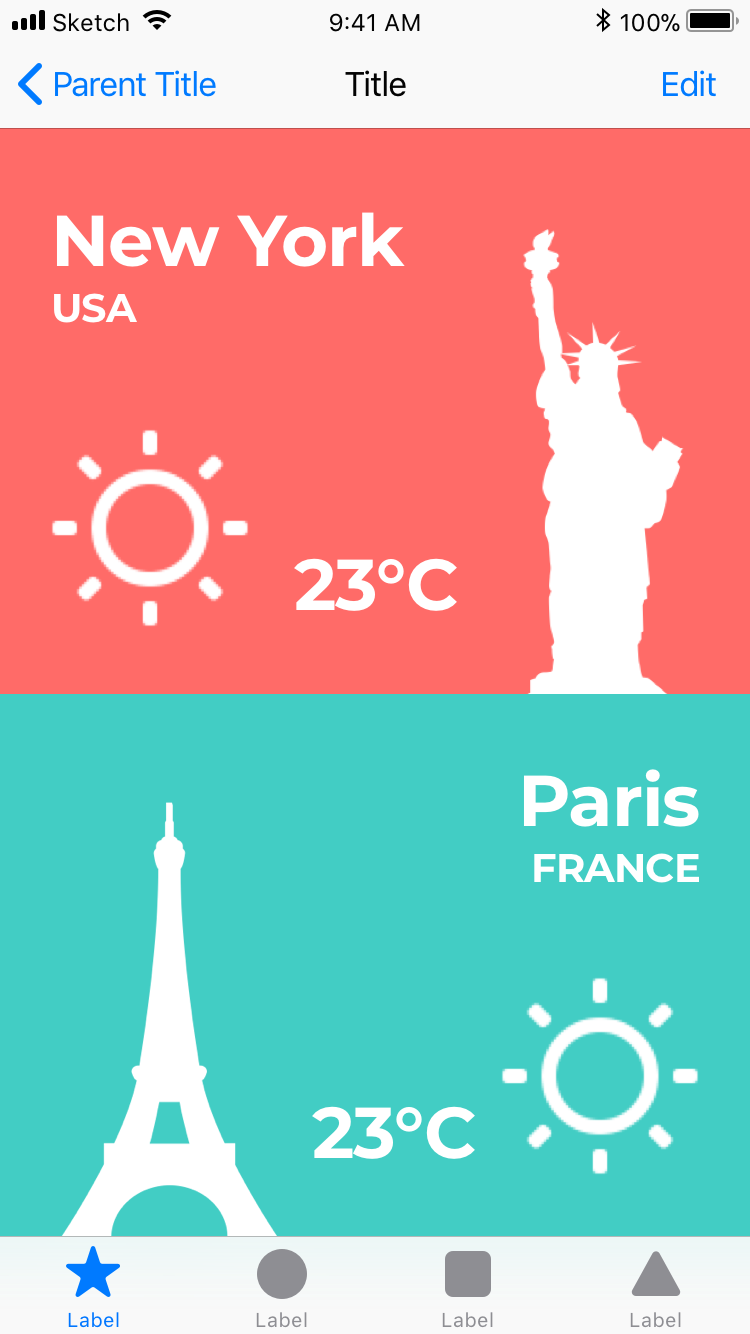 Sketch 9:41 AM 100%
Parent Title Title Edit
New York
USA
23°C
Paris
FRANCE
23°C
Label Label Label Label